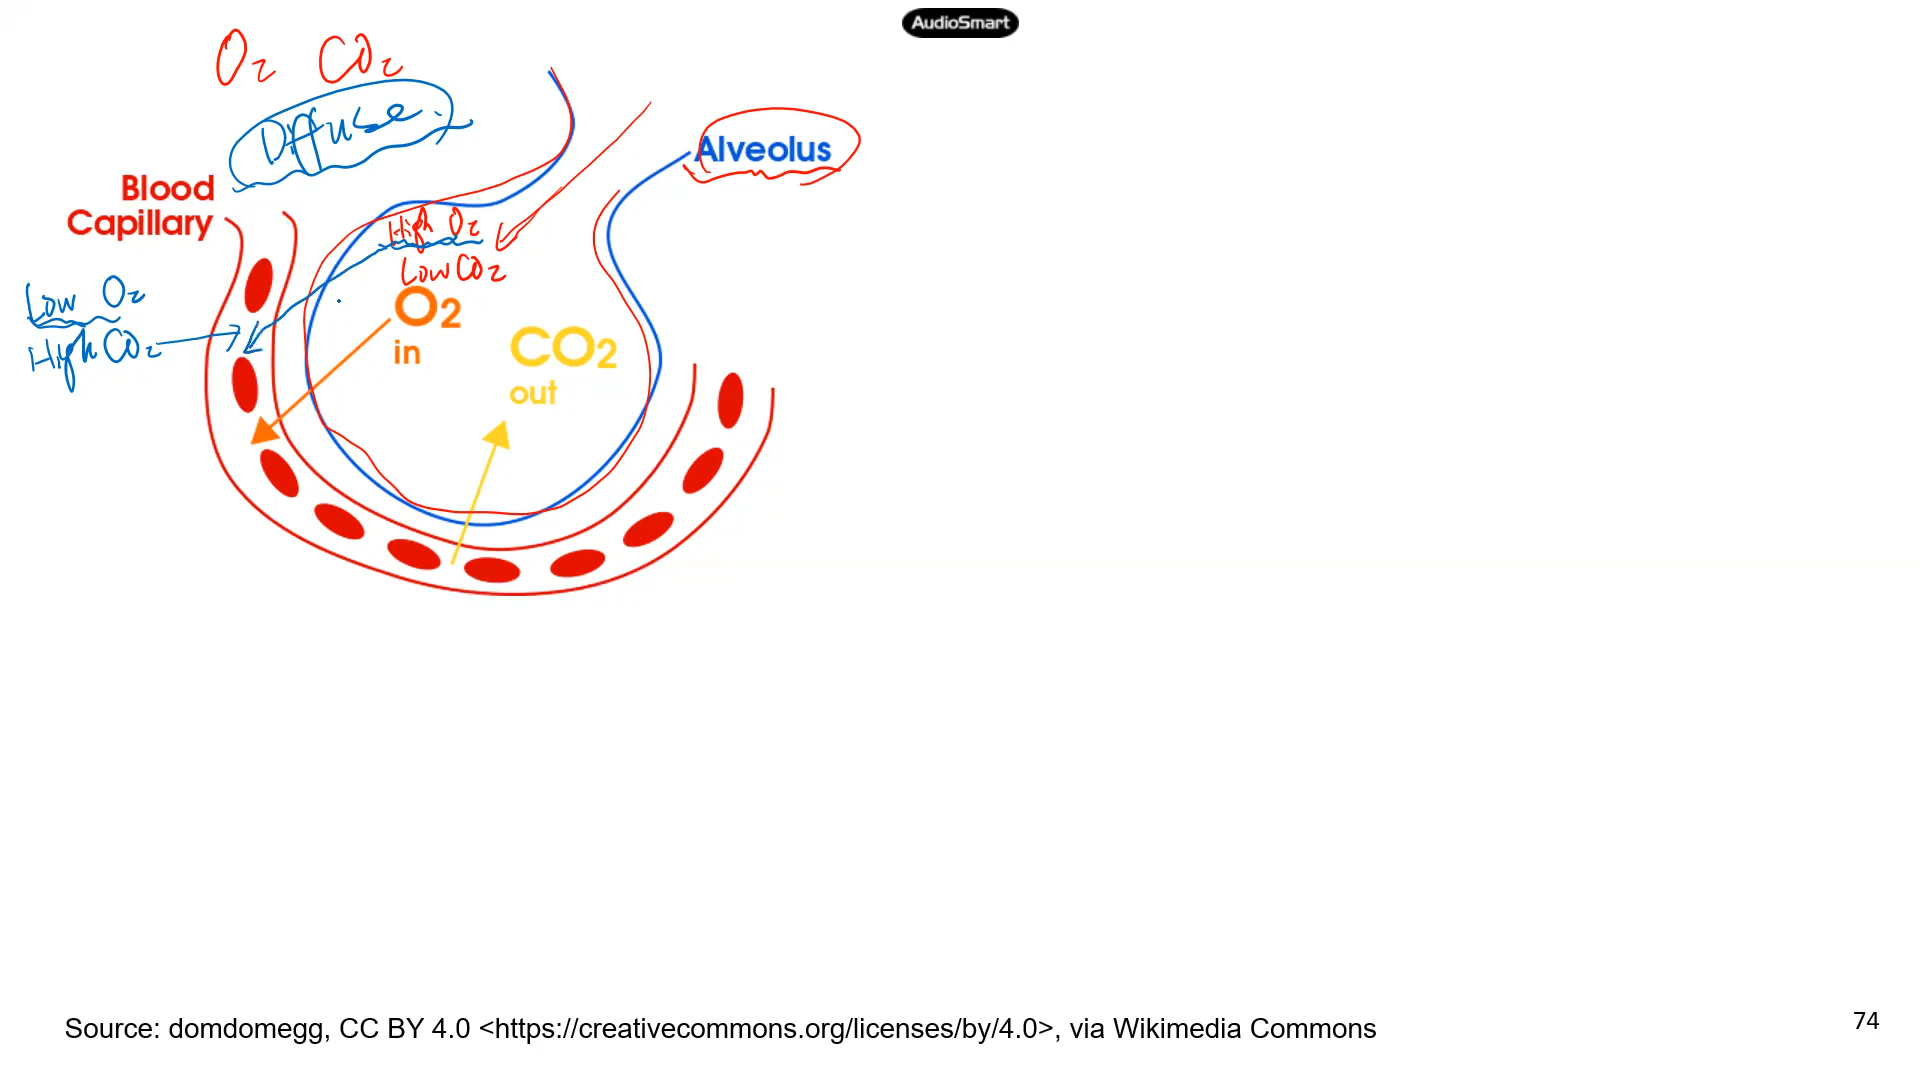 AudioSmart
O2 CO2
Diffuse
Alveolus
Blood
Capillary
High O2
Low CO2
Low O2
High CO2
O2
in
CO2
out
Source: domdomegg, CC BY 4.0 <https://creativecommons.org/licenses/by/4.0>, via Wikimedia Commons
74